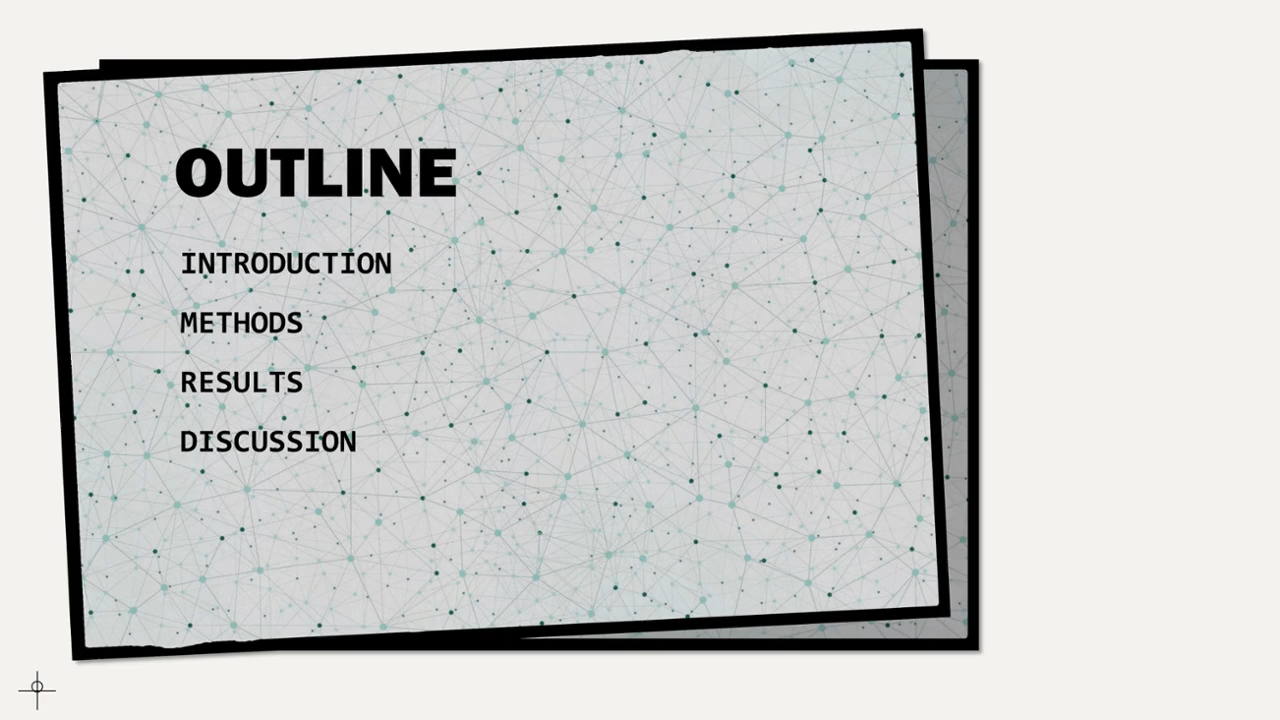 OUTLINE
INTRODUCTION
METHODS
RESULTS
DISCUSSION